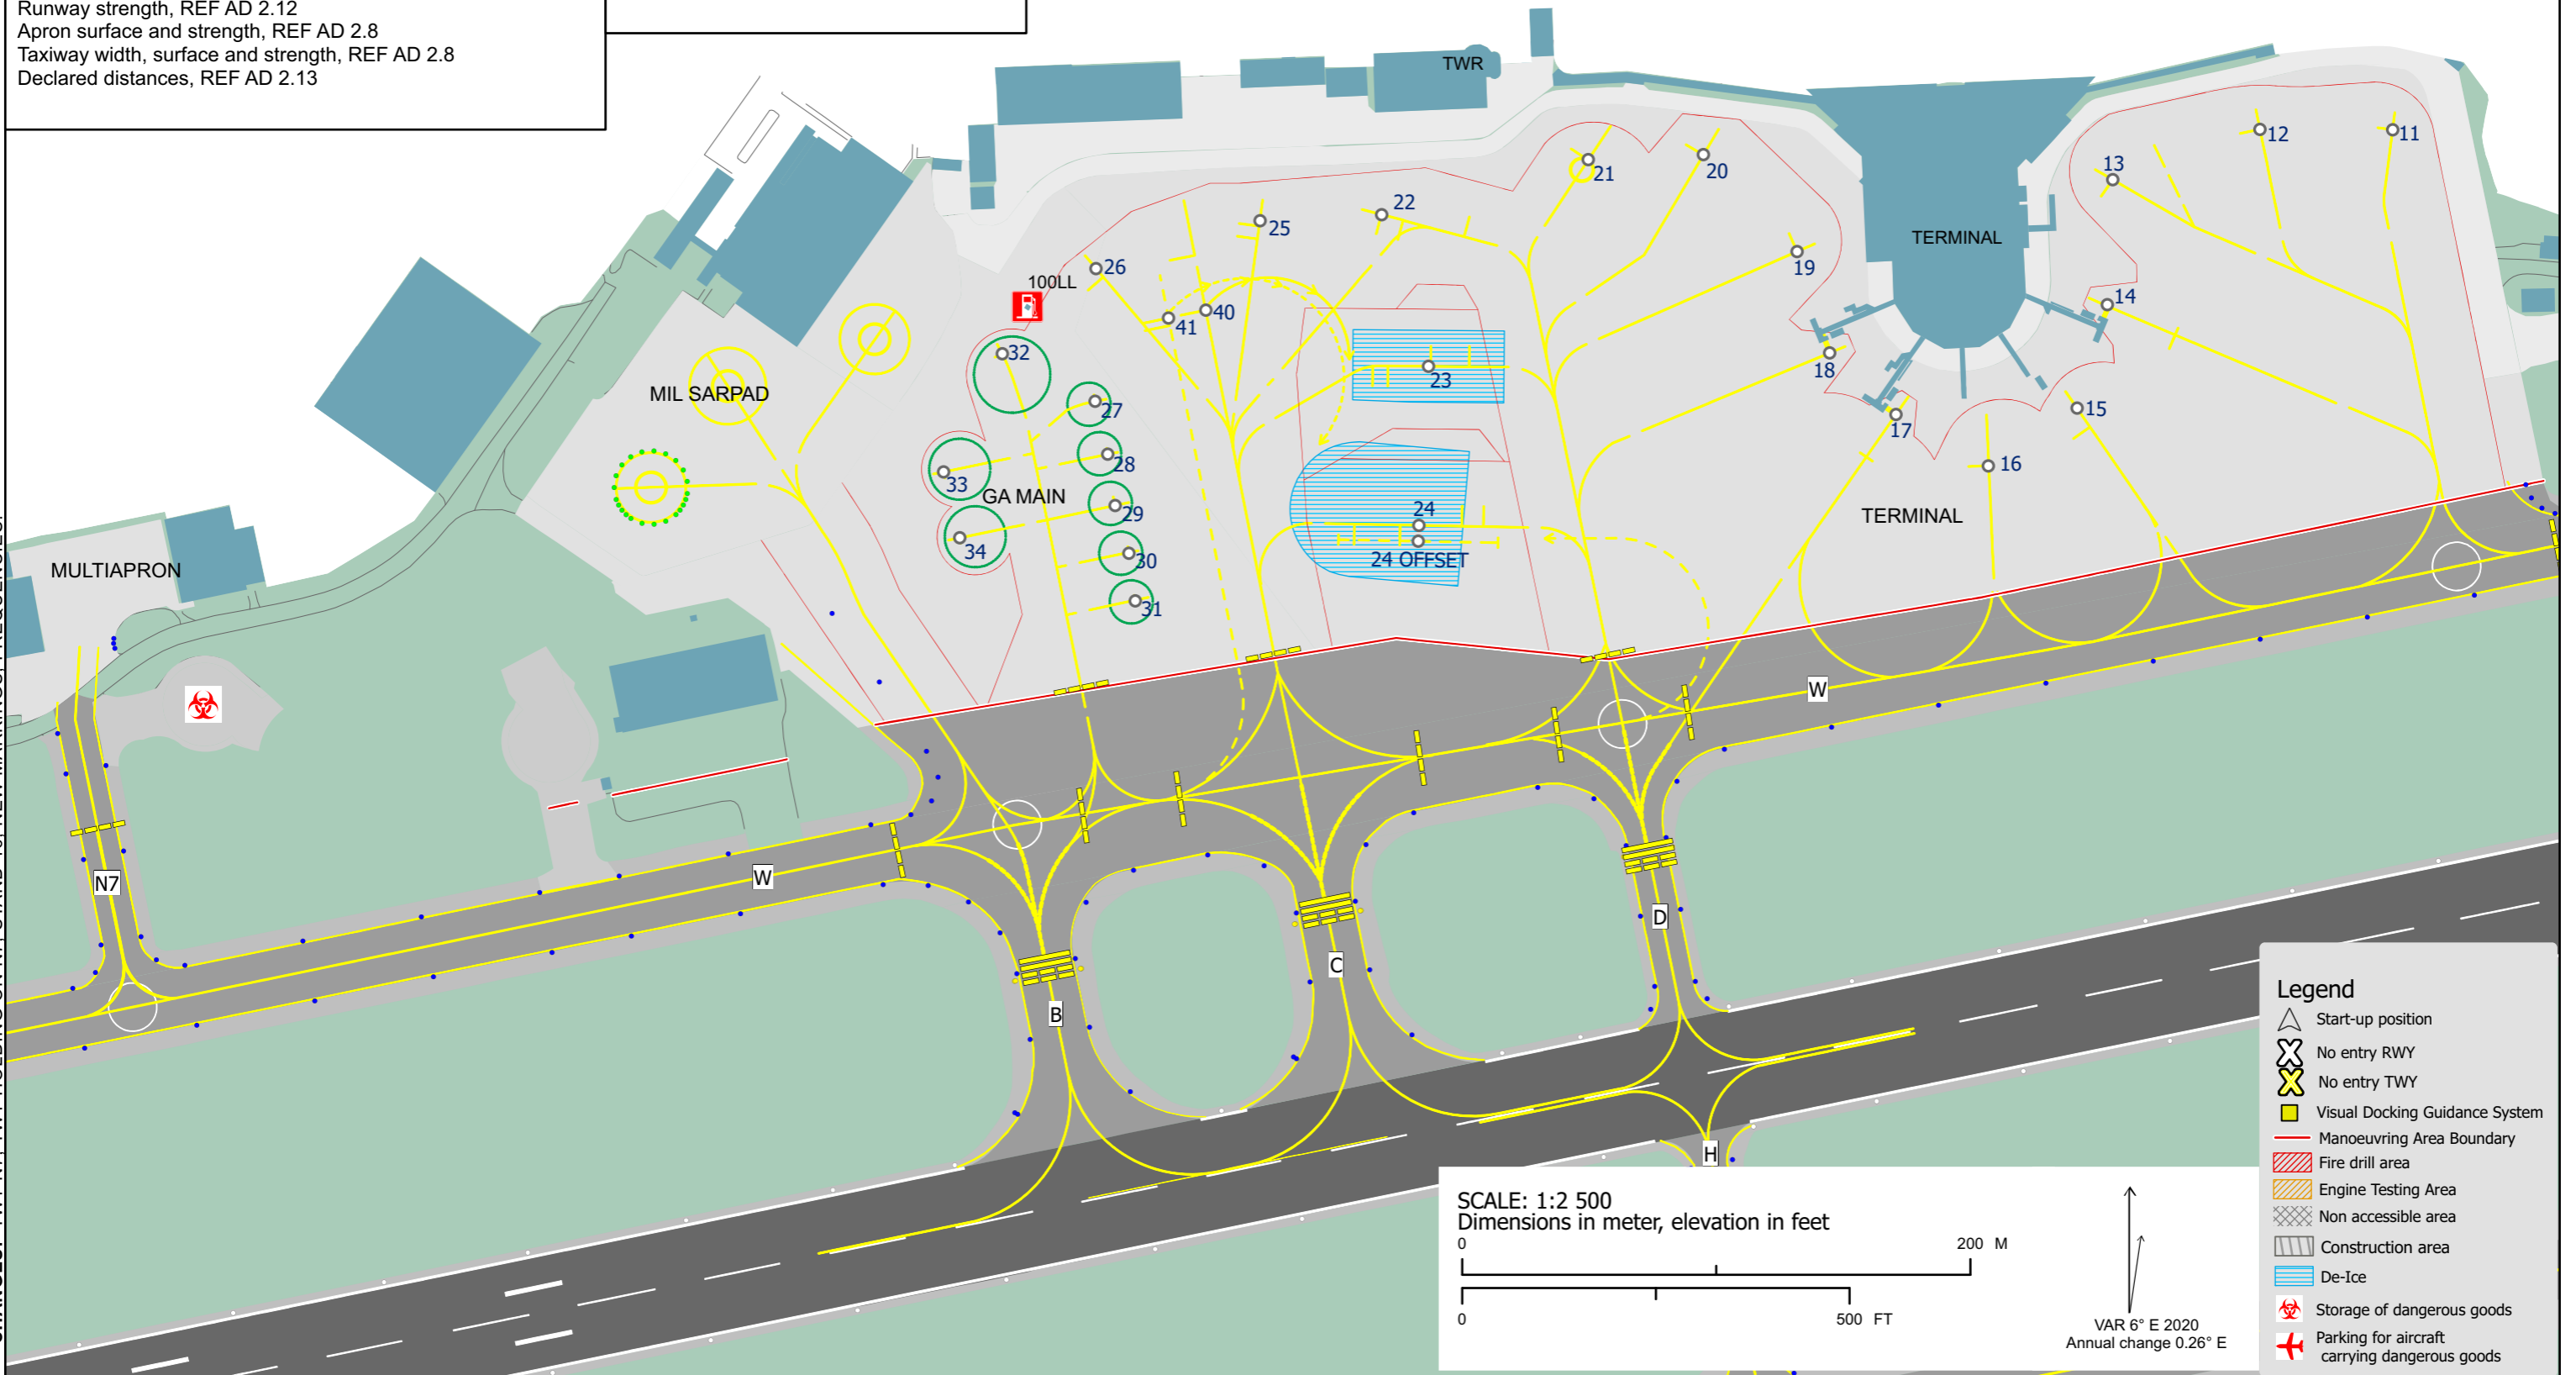 Runway strength, REF AD 2.12
Apron surface and strength, REF AD 2.8
Taxiway width, surface and strength, REF AD 2.8
Declared distances, REF AD 2.13
TWR
TERMINAL
12
11
13
14
15
16
17
18
19
20
21
22
25
26
100LL
40
41
23
24
24 OFFSET
TERMINAL
32
27
28
33
GA MAIN
29
34
30
31
MIL SARPAD
MULTIAPRON
W
W
N7
B
C
D
H
SCALE: 1:2 500
Dimensions in meter, elevation in feet
0 200 M
0 500 FT
VAR 6° E 2020
Annual change 0.26° E
Legend
Start-up position
No entry RWY
No entry TWY
Visual Docking Guidance System
Manoeuvring Area Boundary
Fire drill area
Engine Testing Area
Non accessible area
Construction area
De-Ice
Storage of dangerous goods
Parking for aircraft
carrying dangerous goods